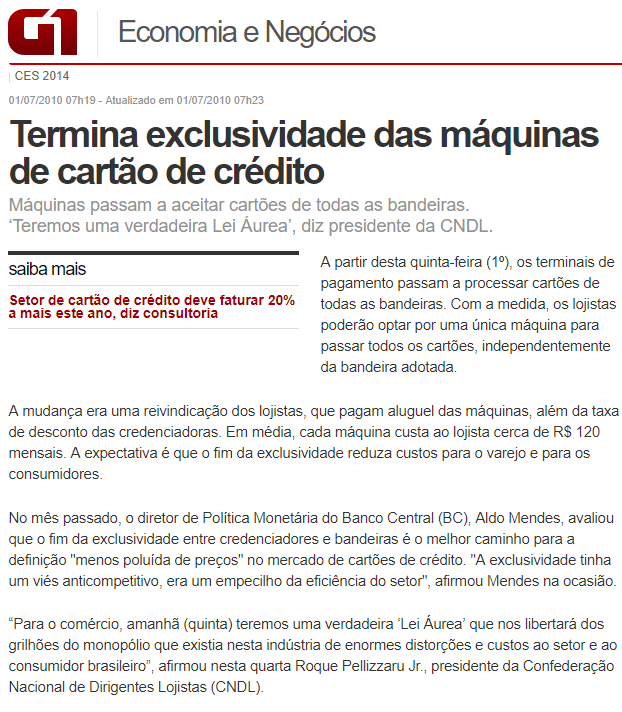 G1
Economia e Negócios
CES 2014
01/07/2010 07h19 - Atualizado em 01/07/2010 07h23
Termina exclusividade das máquinas
de cartão de crédito
Máquinas passam a aceitar cartões de todas as bandeiras.
‘Teremos uma verdadeira Lei Áurea’, diz presidente da CNDL.
saiba mais
Setor de cartão de crédito deve faturar 20%
a mais este ano, diz consultoria
A partir desta quinta-feira (1º), os terminais de
pagamento passam a processar cartões de
todas as bandeiras. Com a medida, os lojistas
poderão optar por uma única máquina para
passar todos os cartões, independentemente
da bandeira adotada.
A mudança era uma reivindicação dos lojistas, que pagam aluguel das máquinas, além da taxa
de desconto das credenciadoras. Em média, cada máquina custa ao lojista cerca de R$ 120
mensais. A expectativa é que o fim da exclusividade reduza custos para o varejo e para os
consumidores.
No mês passado, o diretor de Política Monetária do Banco Central (BC), Aldo Mendes, avaliou
que o fim da exclusividade entre credenciadores e bandeiras é o melhor caminho para a
definição "menos poluída de preços" no mercado de cartões de crédito. "A exclusividade tinha
um viés anticompetitivo, era um empecilho da eficiência do setor", afirmou Mendes na ocasião.
“Para o comércio, amanhã (quinta) teremos uma verdadeira ‘Lei Áurea’ que nos libertará dos
grilhões do monopólio que existia nesta indústria de enormes distorções e custos ao setor e ao
consumidor brasileiro”, afirmou nesta quarta Roque Pellizzaru Jr., presidente da Confederação
Nacional de Dirigentes Lojistas (CNDL).